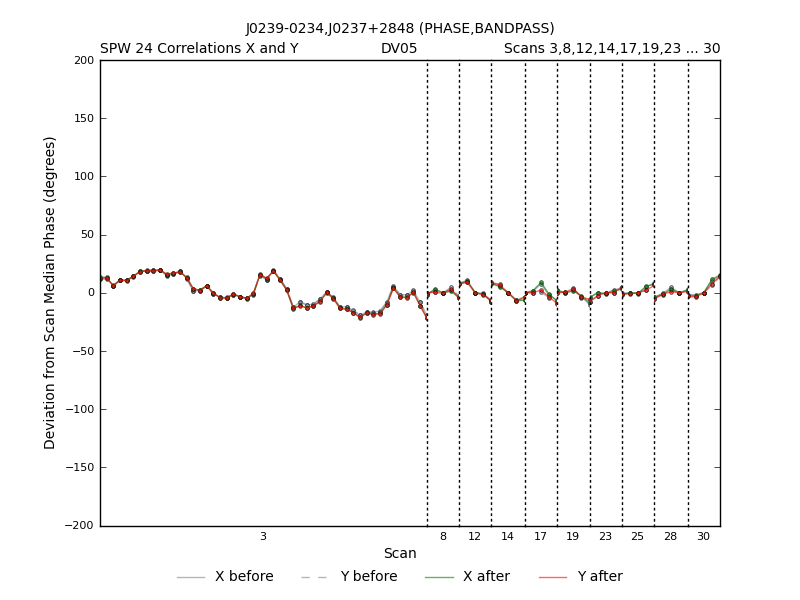 J0239-0234,J0237+2848 (PHASE,BANDPASS)
SPW 24 Correlations X and Y DV05 Scans 3,8,12,14,17,19,23 ... 30
Deviation from Scan Median Phase (degrees)
200
150
100
50
0
−50
−100
−150
−200
3 8 12 14 17 19 23 25 28 30
Scan
X before Y before X after Y after